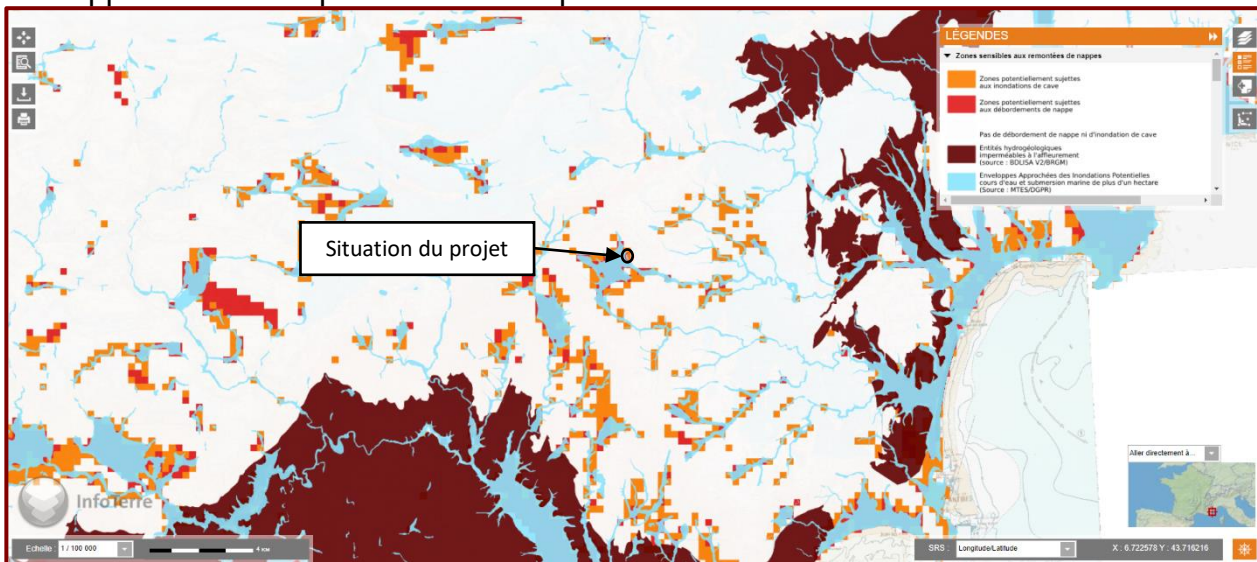 LÉGENDES
Zones sensibles aux remontées de nappes
Zones potentiellement sujettes
aux inondations de cave
Zones potentiellement sujettes
aux débordements de nappe
Pas de débordement de nappe ni d'inondation de cave
Entités hydrogéologiques
imperméables à l'affleurement
(source : BDLISA V2/BRGM)
Enveloppes Approchées des Inondations Potentielles
cours d'eau et submersion marine de plus d'un hectare
(Source : MTES/DGPR)
Situation du projet
Aller directement à...
InfoTerre
Echelle : 1 / 100 000
4 KM
SRS : Longitude/Latitude
X : 6.722578 Y : 43.716216